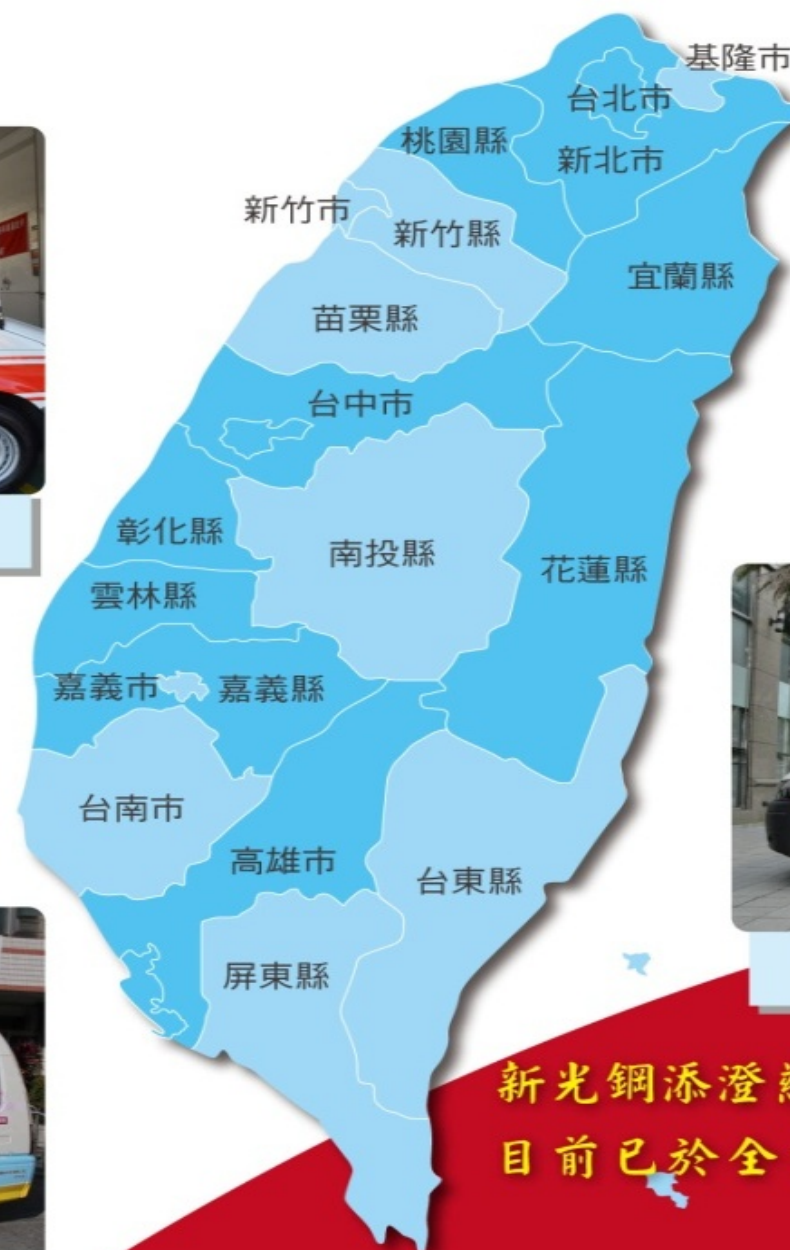 基隆市
台北市
桃園縣
新北市
新竹市
新竹縣
宜蘭縣
苗栗縣
台中市
彰化縣
南投縣
花蓮縣
雲林縣
嘉義市
嘉義縣
台南市
高雄市
台東縣
屏東縣
新光鋼添澄
目前已於全